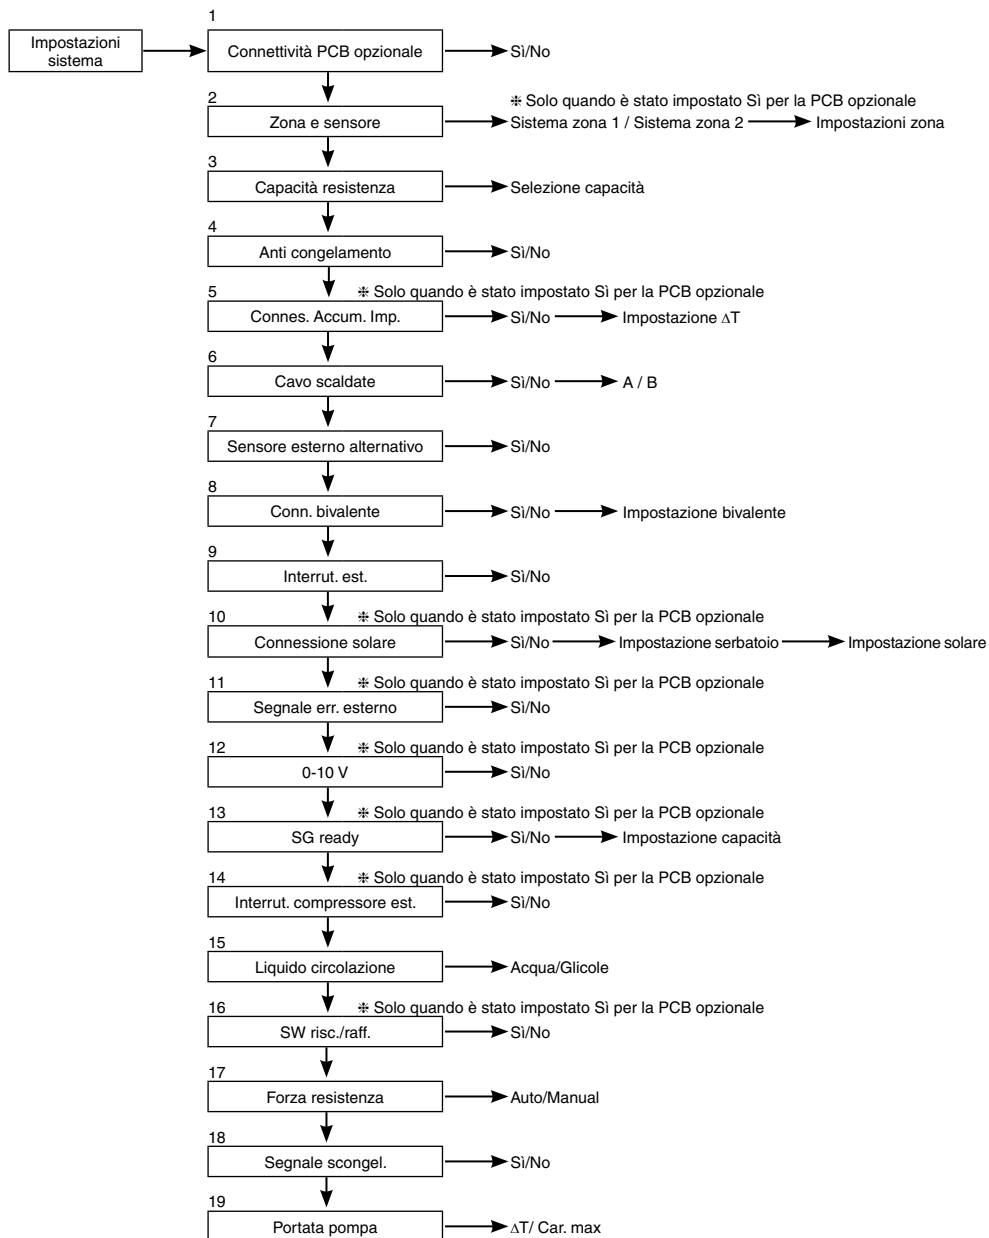 1
Impostazioni sistema
Connettività PCB opzionale
Sì/No
2
❈ Solo quando è stato impostato Sì per la PCB opzionale
Zona e sensore
Sistema zona 1 / Sistema zona 2
Impostazioni zona
3
Capacità resistenza
Selezione capacità
4
Anti congelamento
Sì/No
5
❈ Solo quando è stato impostato Sì per la PCB opzionale
Connes. Accum. Imp.
Sì/No
Impostazione ΔT
6
Cavo scaldate
Sì/No
A / B
7
Sensore esterno alternativo
Sì/No
8
Conn. bivalente
Sì/No
Impostazione bivalente
9
Interrut. est.
Sì/No
10
❈ Solo quando è stato impostato Sì per la PCB opzionale
Connessione solare
Sì/No
Impostazione serbatoio
Impostazione solare
11
❈ Solo quando è stato impostato Sì per la PCB opzionale
Segnale err. esterno
Sì/No
12
❈ Solo quando è stato impostato Sì per la PCB opzionale
0-10 V
Sì/No
13
❈ Solo quando è stato impostato Sì per la PCB opzionale
SG ready
Sì/No
Impostazione capacità
14
❈ Solo quando è stato impostato Sì per la PCB opzionale
Interrut. compressore est.
Sì/No
15
Liquido circolazione
Acqua/Glicole
16
❈ Solo quando è stato impostato Sì per la PCB opzionale
SW risc./raff.
Sì/No
17
Forza resistenza
Auto/Manual
18
Segnale scongel.
Sì/No
19
Portata pompa
ΔT/ Car. max